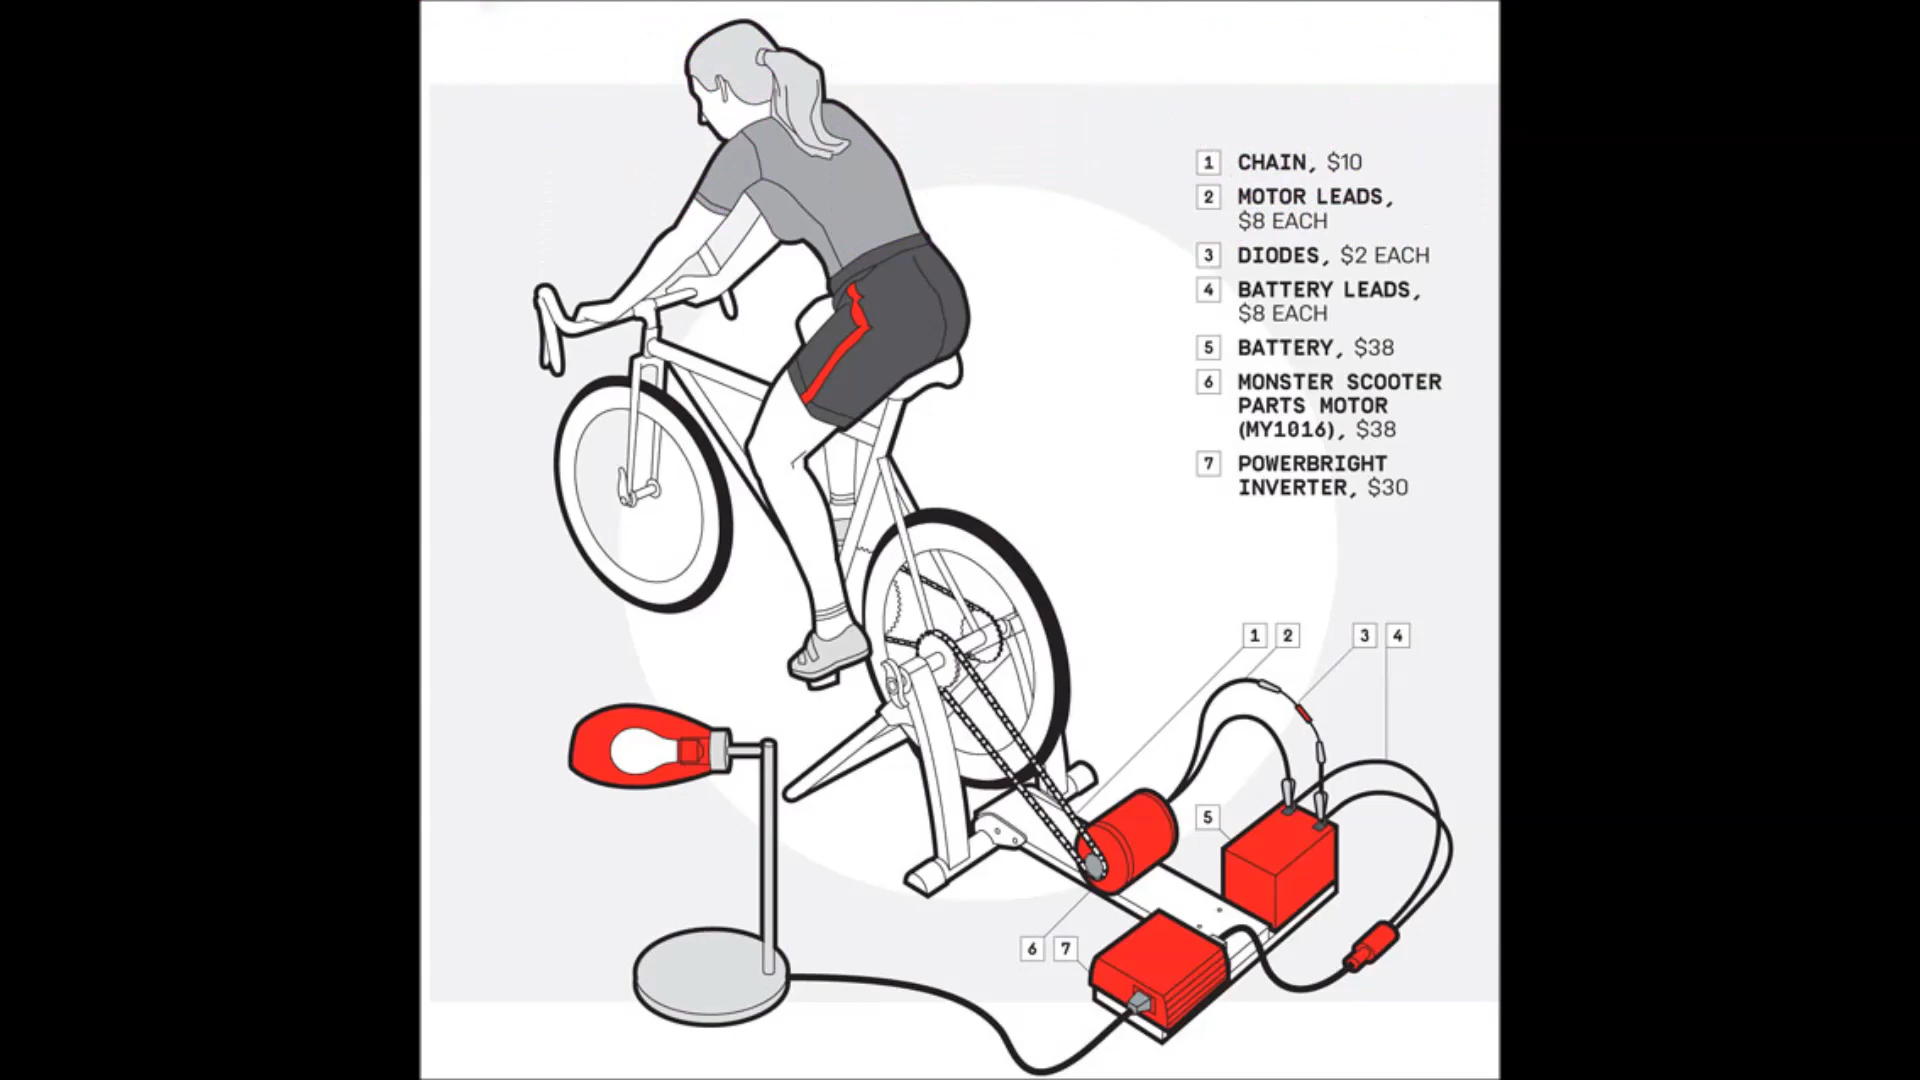 1 CHAIN, $10
2 MOTOR LEADS,
$8 EACH
3 DIODES, $2 EACH
4 BATTERY LEADS,
$8 EACH
5 BATTERY, $38
6 MONSTER SCOOTER
PARTS MOTOR
(MY1016), $38
7 POWERBRIGHT
INVERTER, $30
1 2 3 4
5
6 7